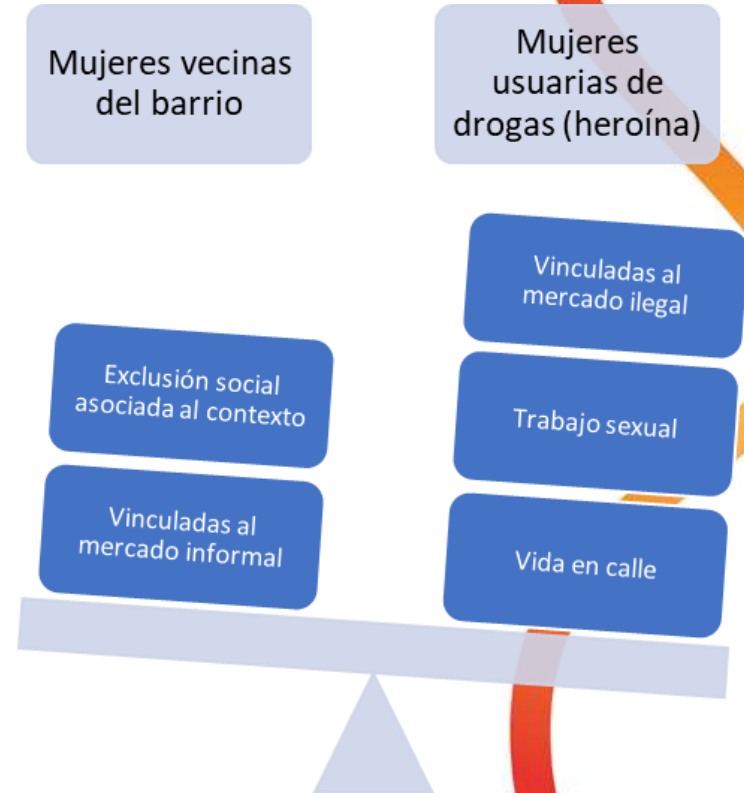 Mujeres vecinas
del barrio
Mujeres
usuarias de
drogas (heroína)
Exclusión social
asociada al contexto
Vinculadas al
mercado informal
Vinculadas al
mercado ilegal
Trabajo sexual
Vida en calle